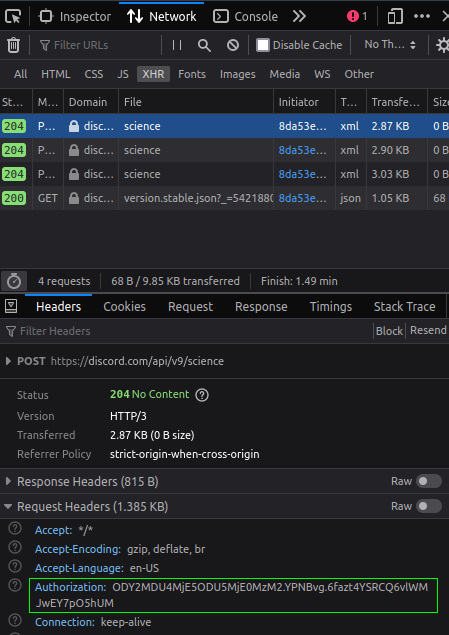 Inspector Network Console 1
Filter URLs Disable Cache No Th...
All HTML CSS JS XHR Fonts Images Media WS Other
St... M... Domain File Initiator T... Transfe... Size
204 P... disc... science 8da53e... xml 2.87 KB 0 B
204 P... disc... science 8da53e... xml 2.90 KB 0 B
204 P... disc... science 8da53e... xml 3.03 KB 0 B
200 GET disc... version.stable.json?_=5421880 8da53e... json 1.05 KB 68
4 requests 68 B / 9.85 KB transferred Finish: 1.49 min
Headers Cookies Request Response Timings Stack Trace
Filter Headers Block Resend
POST https://discord.com/api/v9/science
Status 204 No Content
Version HTTP/3
Transferred 2.87 KB (0 B size)
Referrer Policy strict-origin-when-cross-origin
Response Headers (815 B) Raw
Request Headers (1.385 KB) Raw
Accept: */*
Accept-Encoding: gzip, deflate, br
Accept-Language: en-US
Authorization: ODY2MDU4MjE5ODU5MjE0MzM2.YPNBvg.6fazt4YSRCQ6vlWM
JwEY7pO5hUM
Connection: keep-alive